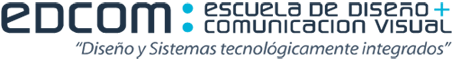 EDCOM: ESCUELA DE DISEÑO +
COMUNICACION VISUAL
"Diseño y Sistemas tecnológicamente integrados"